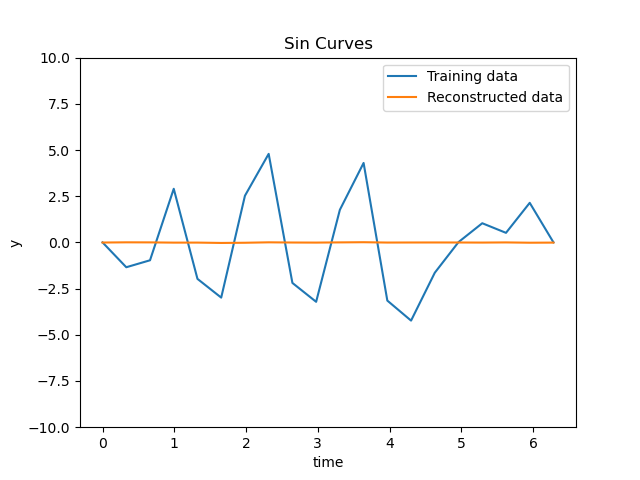 Sin Curves
Training data
Reconstructed data
10.0
7.5
5.0
2.5
0.0
−2.5
−5.0
−7.5
−10.0
y
0 1 2 3 4 5 6
time